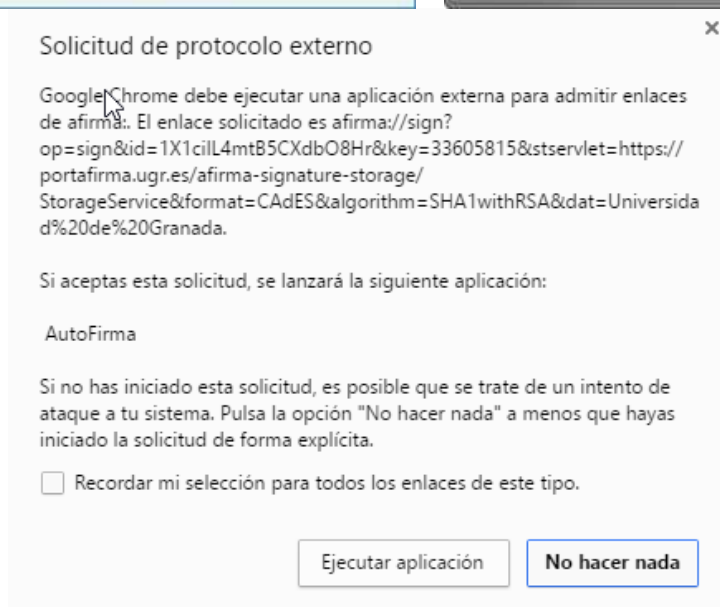 Solicitud de protocolo externo
Google Chrome debe ejecutar una aplicación externa para admitir enlaces
de afirma:. El enlace solicitado es afirma://sign?
op=sign&id=1X1cilL4mtB5CXdbO8Hr&key=33605815&stservlet=https://
portafirma.ugr.es/afirma-signature-storage/
StorageService&format=CAdES&algorithm=SHA1withRSA&dat=Universida
d%20de%20Granada.
Si aceptas esta solicitud, se lanzará la siguiente aplicación:
AutoFirma
Si no has iniciado esta solicitud, es posible que se trate de un intento de
ataque a tu sistema. Pulsa la opción "No hacer nada" a menos que hayas
iniciado la solicitud de forma explícita.
Recordar mi selección para todos los enlaces de este tipo.
Ejecutar aplicación
No hacer nada